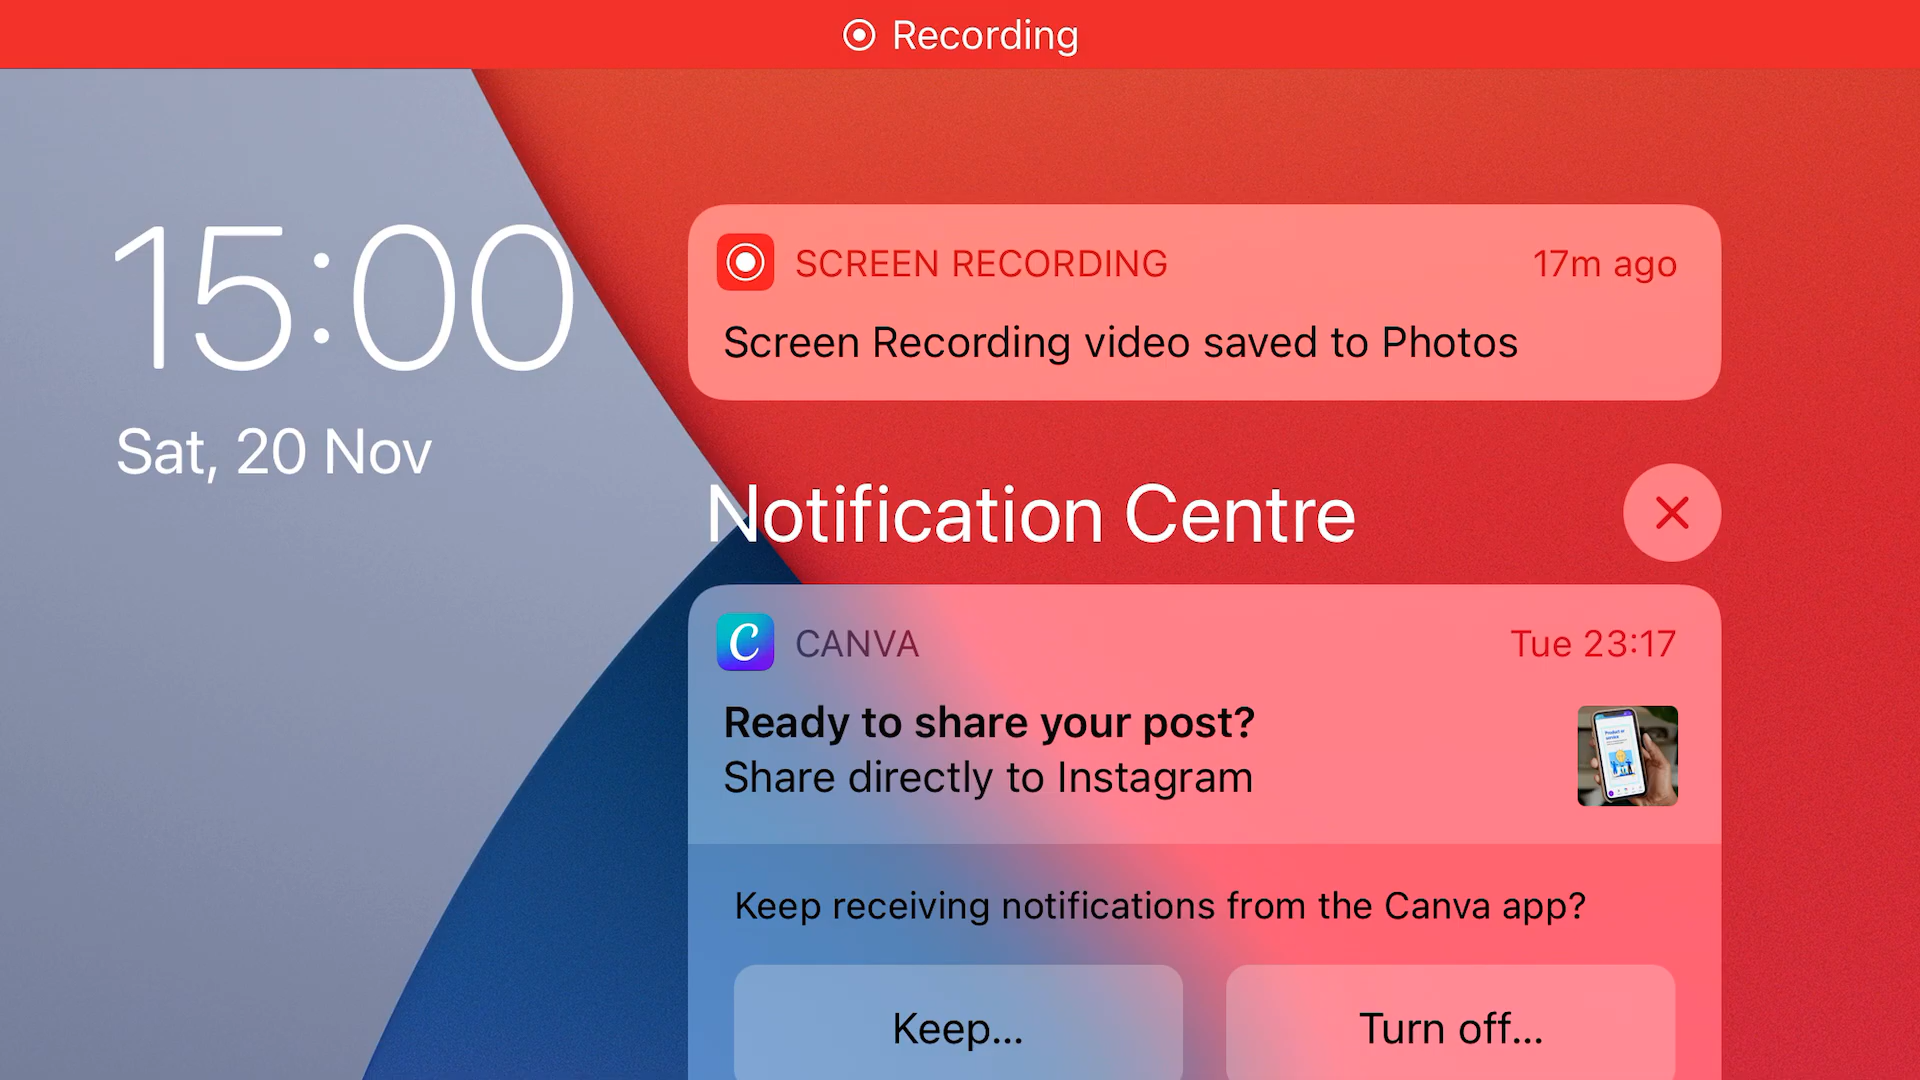 Recording
15:00
Sat, 20 Nov
SCREEN RECORDING
17m ago
Screen Recording video saved to Photos
Notification Centre
CANVA
Tue 23:17
Ready to share your post?
Share directly to Instagram
Keep receiving notifications from the Canva app?
Keep...
Turn off...